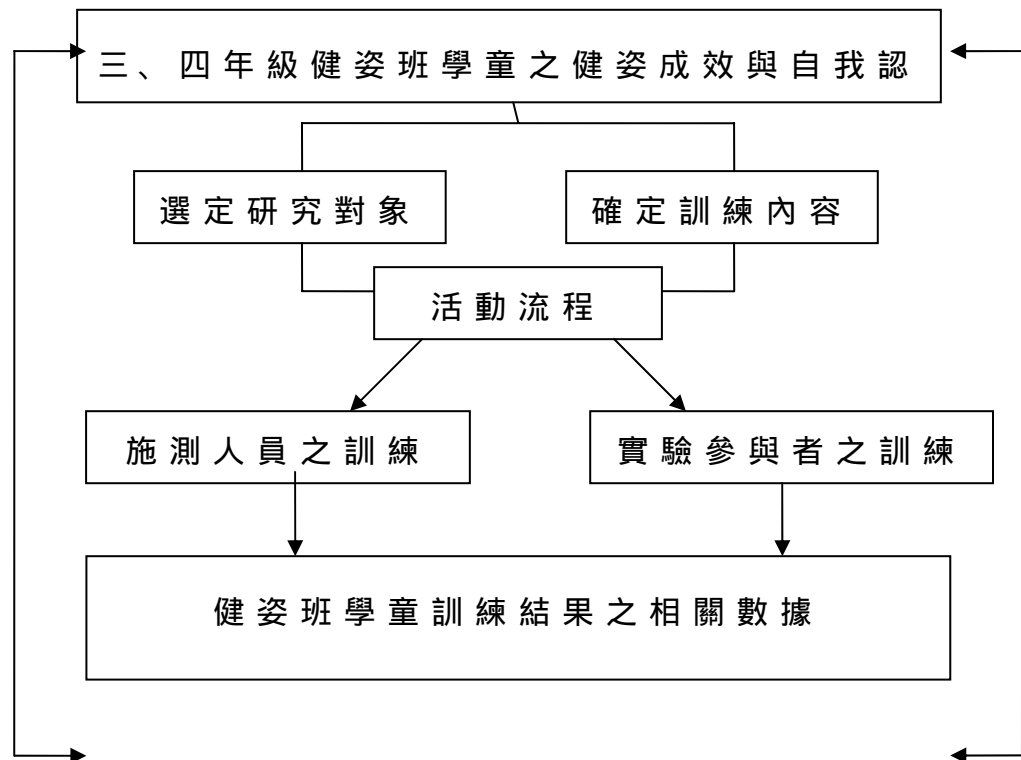 三、四年級健姿班學童之健姿成效與自我認
選定研究對象
確定訓練內容
活動流程
施測人員之訓練
實驗參與者之訓練
健姿班學童訓練結果之相關數據